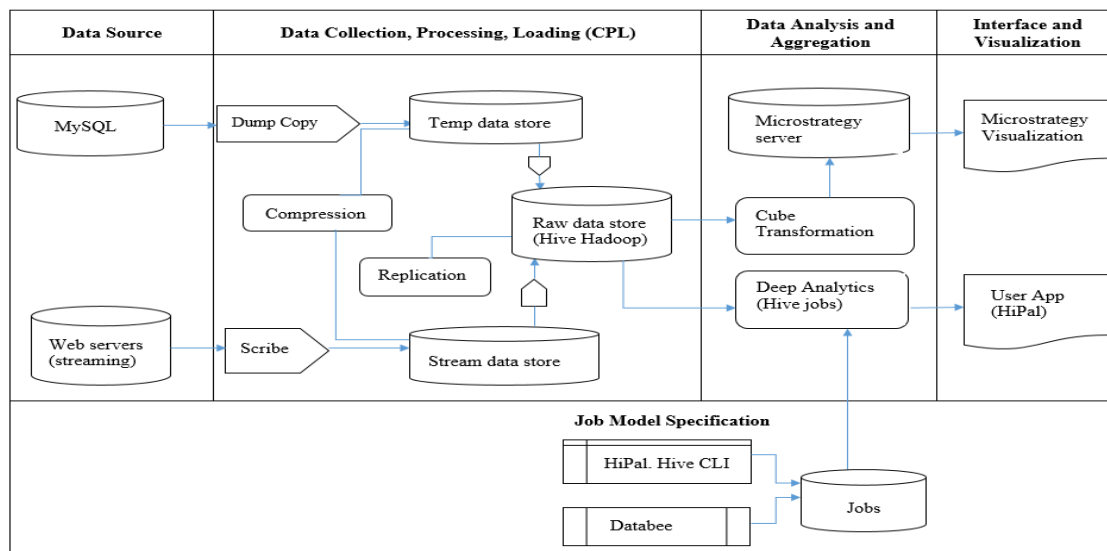 Data Source
Data Collection, Processing, Loading (CPL)
Data Analysis and
Aggregation
Interface and
Visualization
MySQL
Dump Copy
Temp data store
Microstrategy
server
Microstrategy
Visualization
Compression
Raw data store
(Hive Hadoop)
Cube
Transformation
Replication
Deep Analytics
(Hive jobs)
User App
(HiPal)
Web servers
(streaming)
Scribe
Stream data store
Job Model Specification
HiPal. Hive CLI
Jobs
Databee